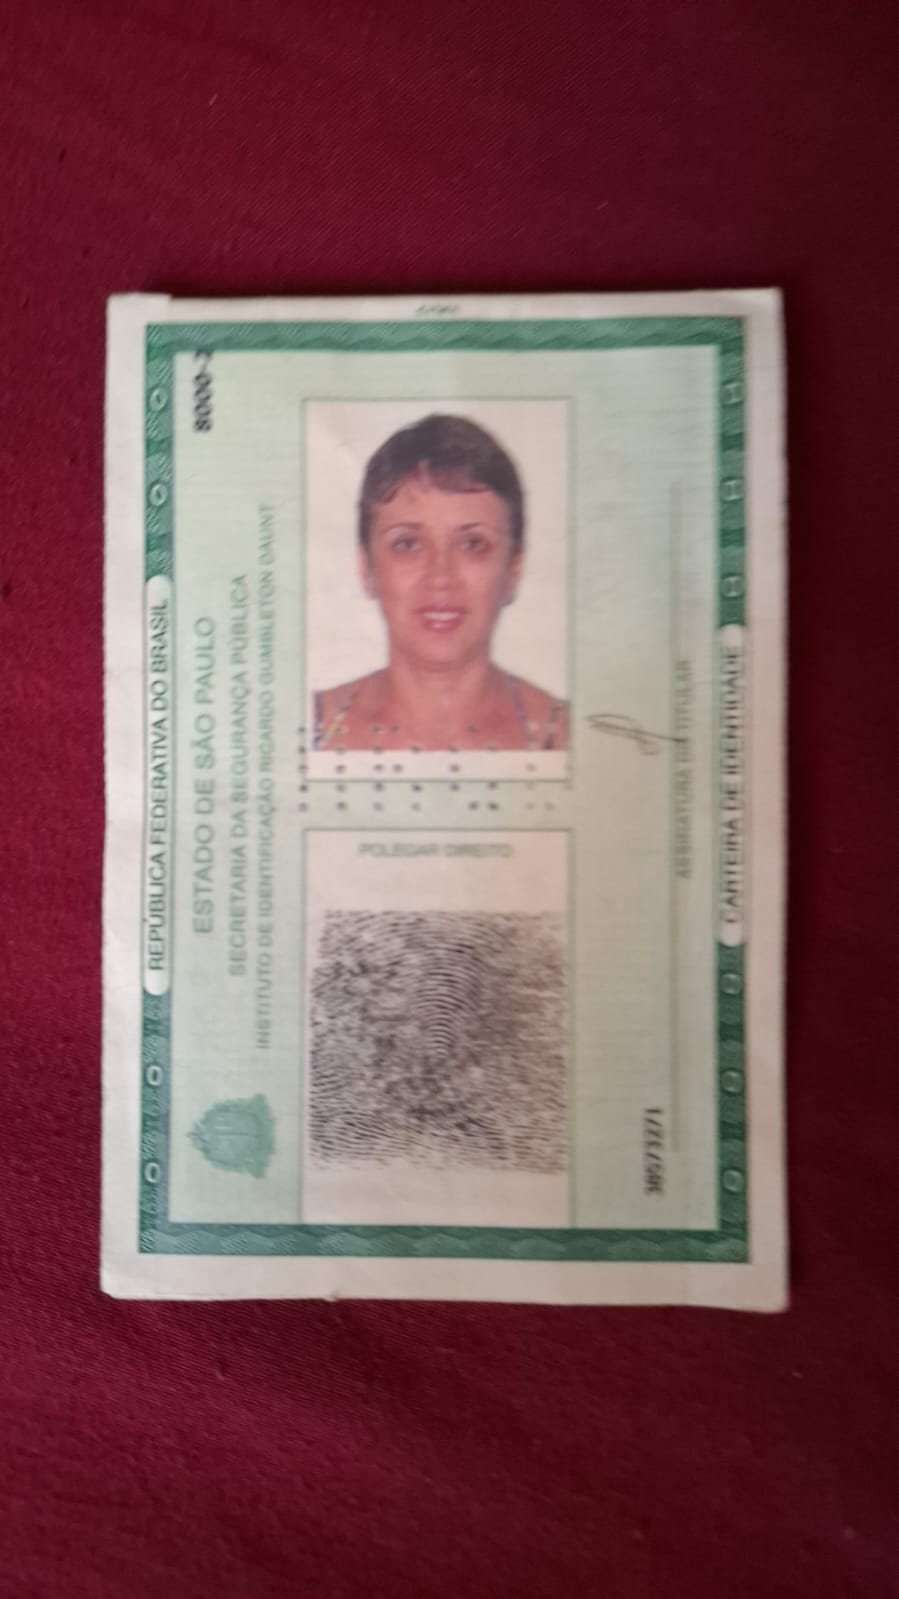 REPÚBLICA FEDERATIVA DO BRASIL
ESTADO DE SÃO PAULO
8000-2
SECRETARIA DA SEGURANÇA PÚBLICA
INSTITUTO DE IDENTIFICAÇÃO RICARDO GUMBLETON DAUNT
POLEGAR DIREITO
ASSINATURA DO TITULAR
CARTEIRA DE IDENTIDADE